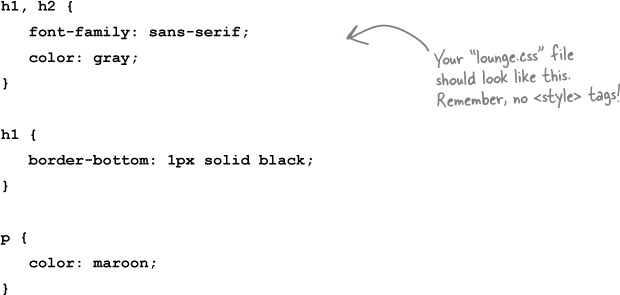 h1, h2 {
font-family: sans-serif;
color: gray;
}
Your "lounge.css" file
should look like this.
Remember, no <style> tags!
h1 {
border-bottom: 1px solid black;
}
p {
color: maroon;
}